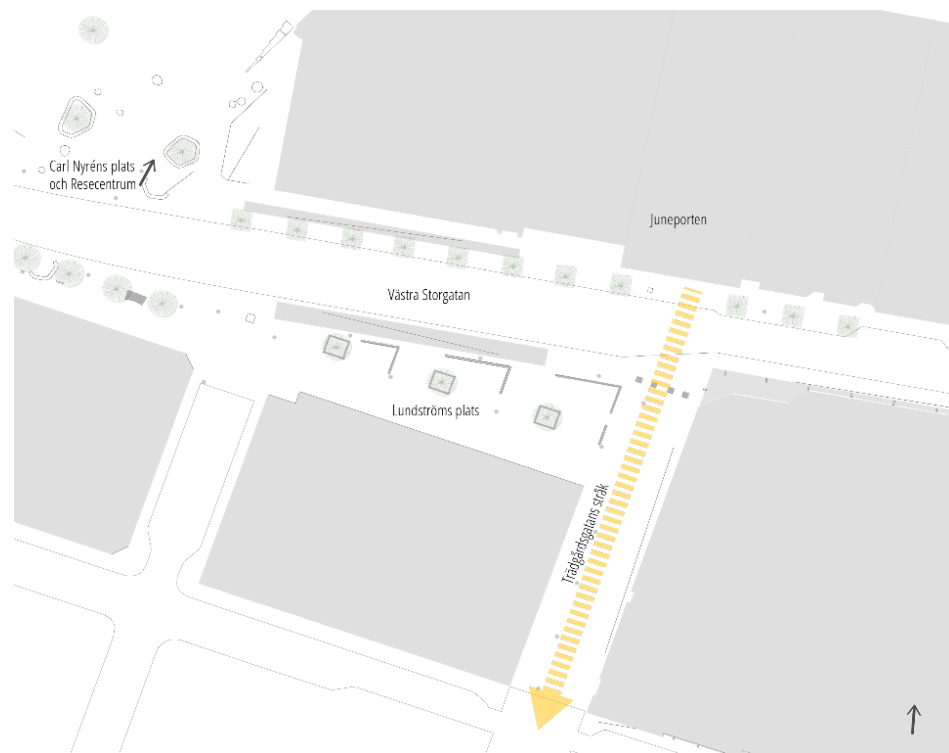 Carl Nyréns plats
och Resecentrum
Juneporten
Västra Storgatan
Lundströms plats
Trädgårdsgatans stråk